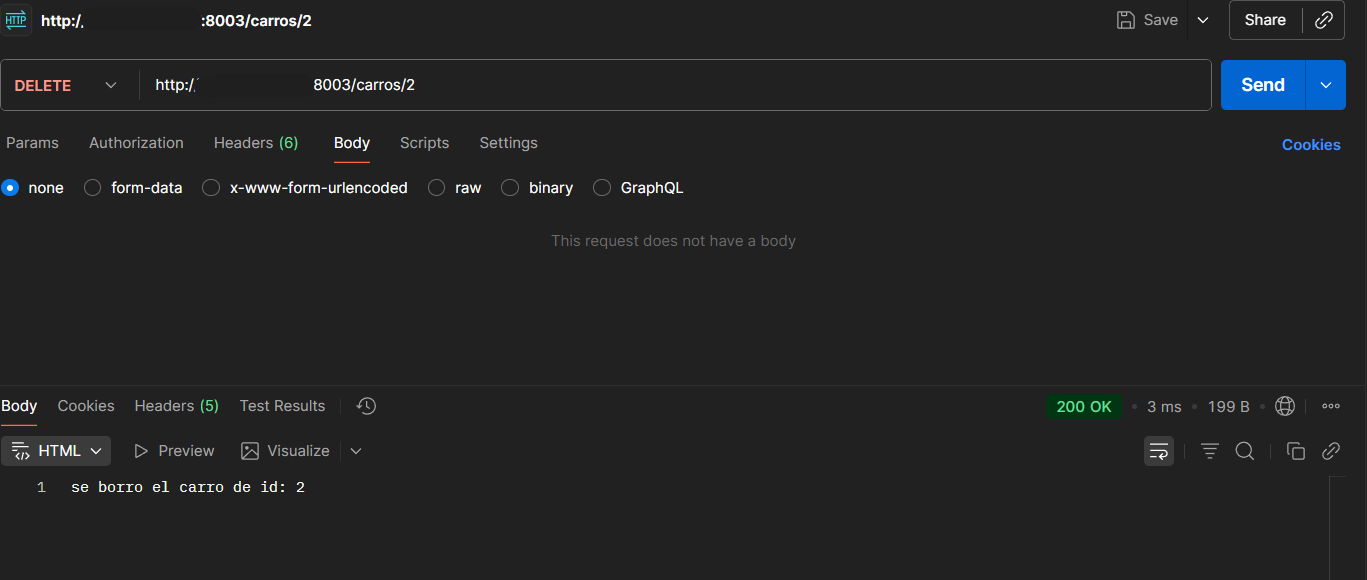 HTTP http:/ :8003/carros/2 Save Share
DELETE http:/ 8003/carros/2 Send
Params Authorization Headers (6) Body Scripts Settings Cookies
none form-data x-www-form-urlencoded raw binary GraphQL
This request does not have a body
Body Cookies Headers (5) Test Results 200 OK • 3 ms • 199 B •
HTML Preview Visualize
1 se borro el carro de id: 2